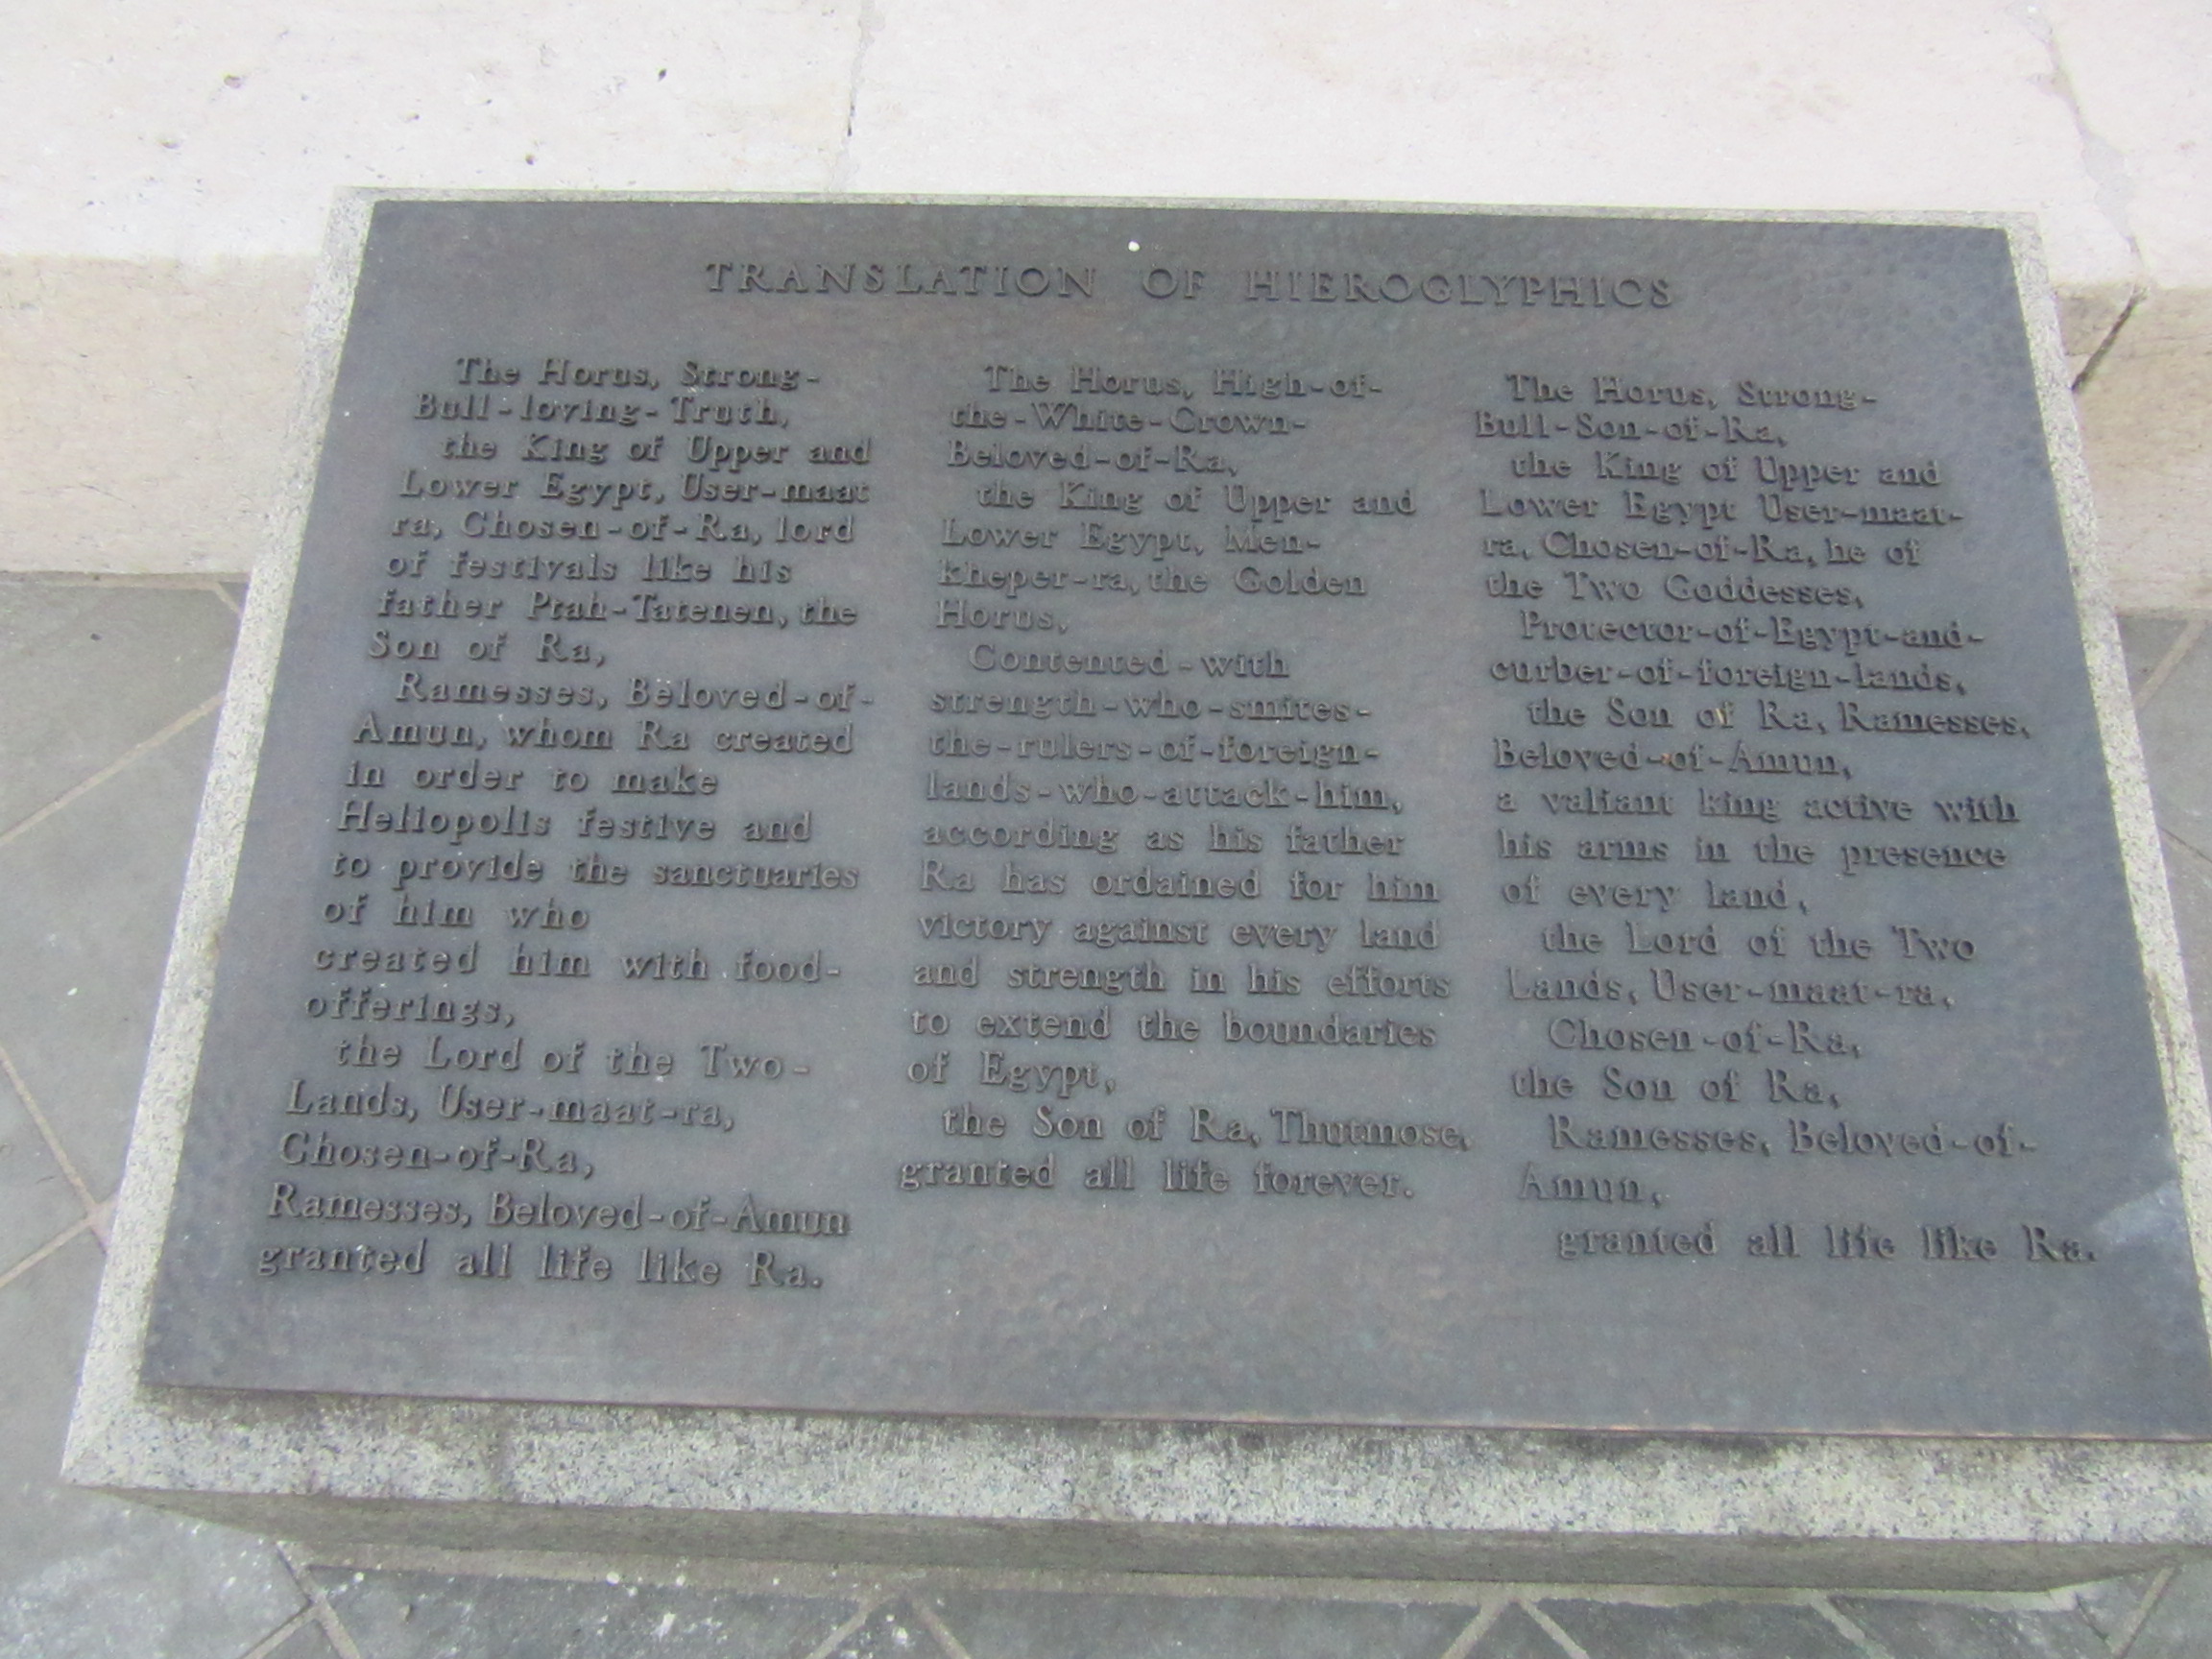 TRANSLATION OF HIEROGLYPHICS
The Horus, Strong-
Bull-loving-Truth,
the King of Upper and
Lower Egypt, User-maat
ra, Chosen-of-Ra, lord
of festivals like his
father Ptah-Tatenen, the
Son of Ra,
Ramesses, Beloved-of-
Amun, whom Ra created
in order to make
Heliopolis festive and
to provide the sanctuaries
of him who
created him with food-
offerings,
the Lord of the Two-
Lands, User-maat-ra,
Chosen-of-Ra,
Ramesses, Beloved-of-Amun
granted all life like Ra.
The Horus, High-of-
the-White-Crown-
Beloved-of-Ra,
the King of Upper and
Lower Egypt, Men-
kheper-ra, the Golden
Horus,
Contented-with
strength-who-smites-
the-rulers-of-foreign-
lands-who-attack-him,
according as his father
Ra has ordained for him
victory against every land
and strength in his efforts
to extend the boundaries
of Egypt,
the Son of Ra, Thutmose,
granted all life forever.
The Horus, Strong-
Bull-Son-of-Ra,
the King of Upper and
Lower Egypt User-maat-
ra, Chosen-of-Ra, he of
the Two Goddesses,
Protector-of-Egypt-and-
curber-of-foreign-lands,
the Son of Ra, Ramesses,
Beloved-of-Amun,
a valiant king active with
his arms in the presence
of every land,
the Lord of the Two
Lands, User-maat-ra,
Chosen-of-Ra,
the Son of Ra,
Ramesses, Beloved-of-
Amun,
granted all life like Ra.